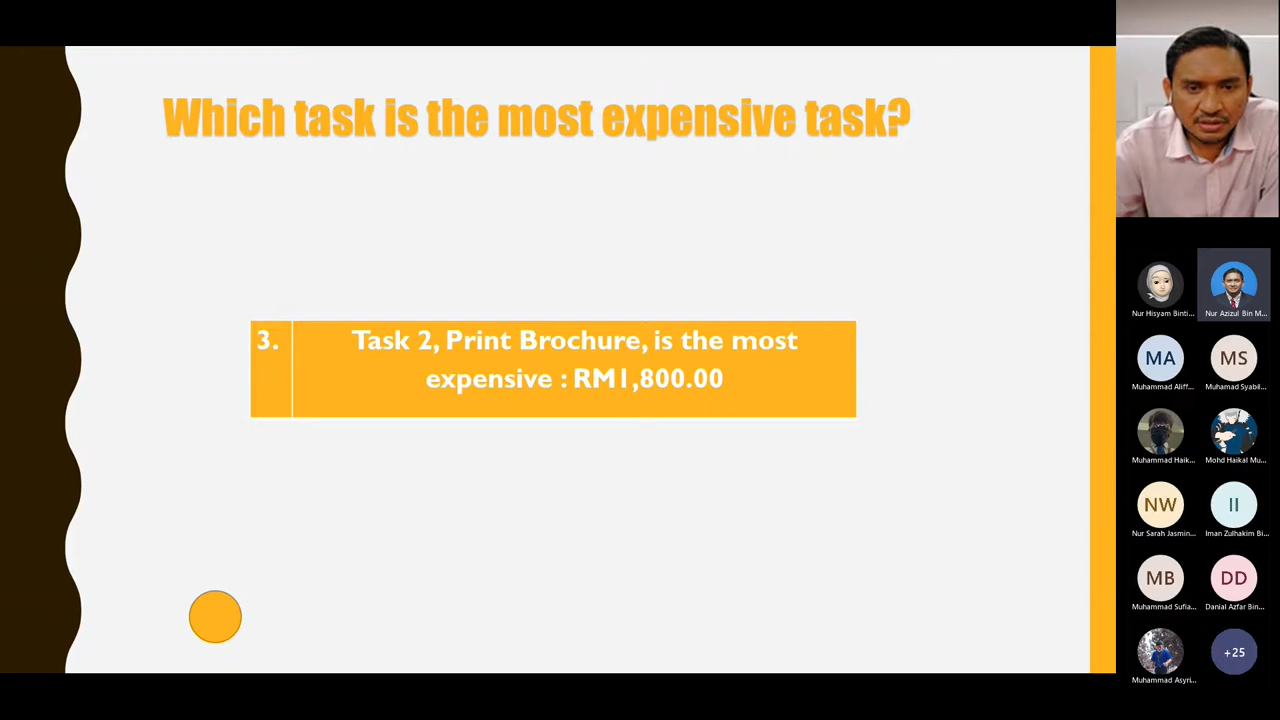 Which task is the most expensive task?
3.
Task 2, Print Brochure, is the most
expensive : RM1,800.00
Nur Hisyam Binti...
Nur Azizul Bin M...
MA
MS
Muhammad Aliff...
Muhamad Syabil...
Muhammad Haik...
Mohd Haikal Mu...
NW
II
Nur Sarah Jasmin...
Iman Zulhakim Bi...
MB
DD
Muhammad Sufia...
Danial Azfar Bin...
+25
Muhammad Asyri...